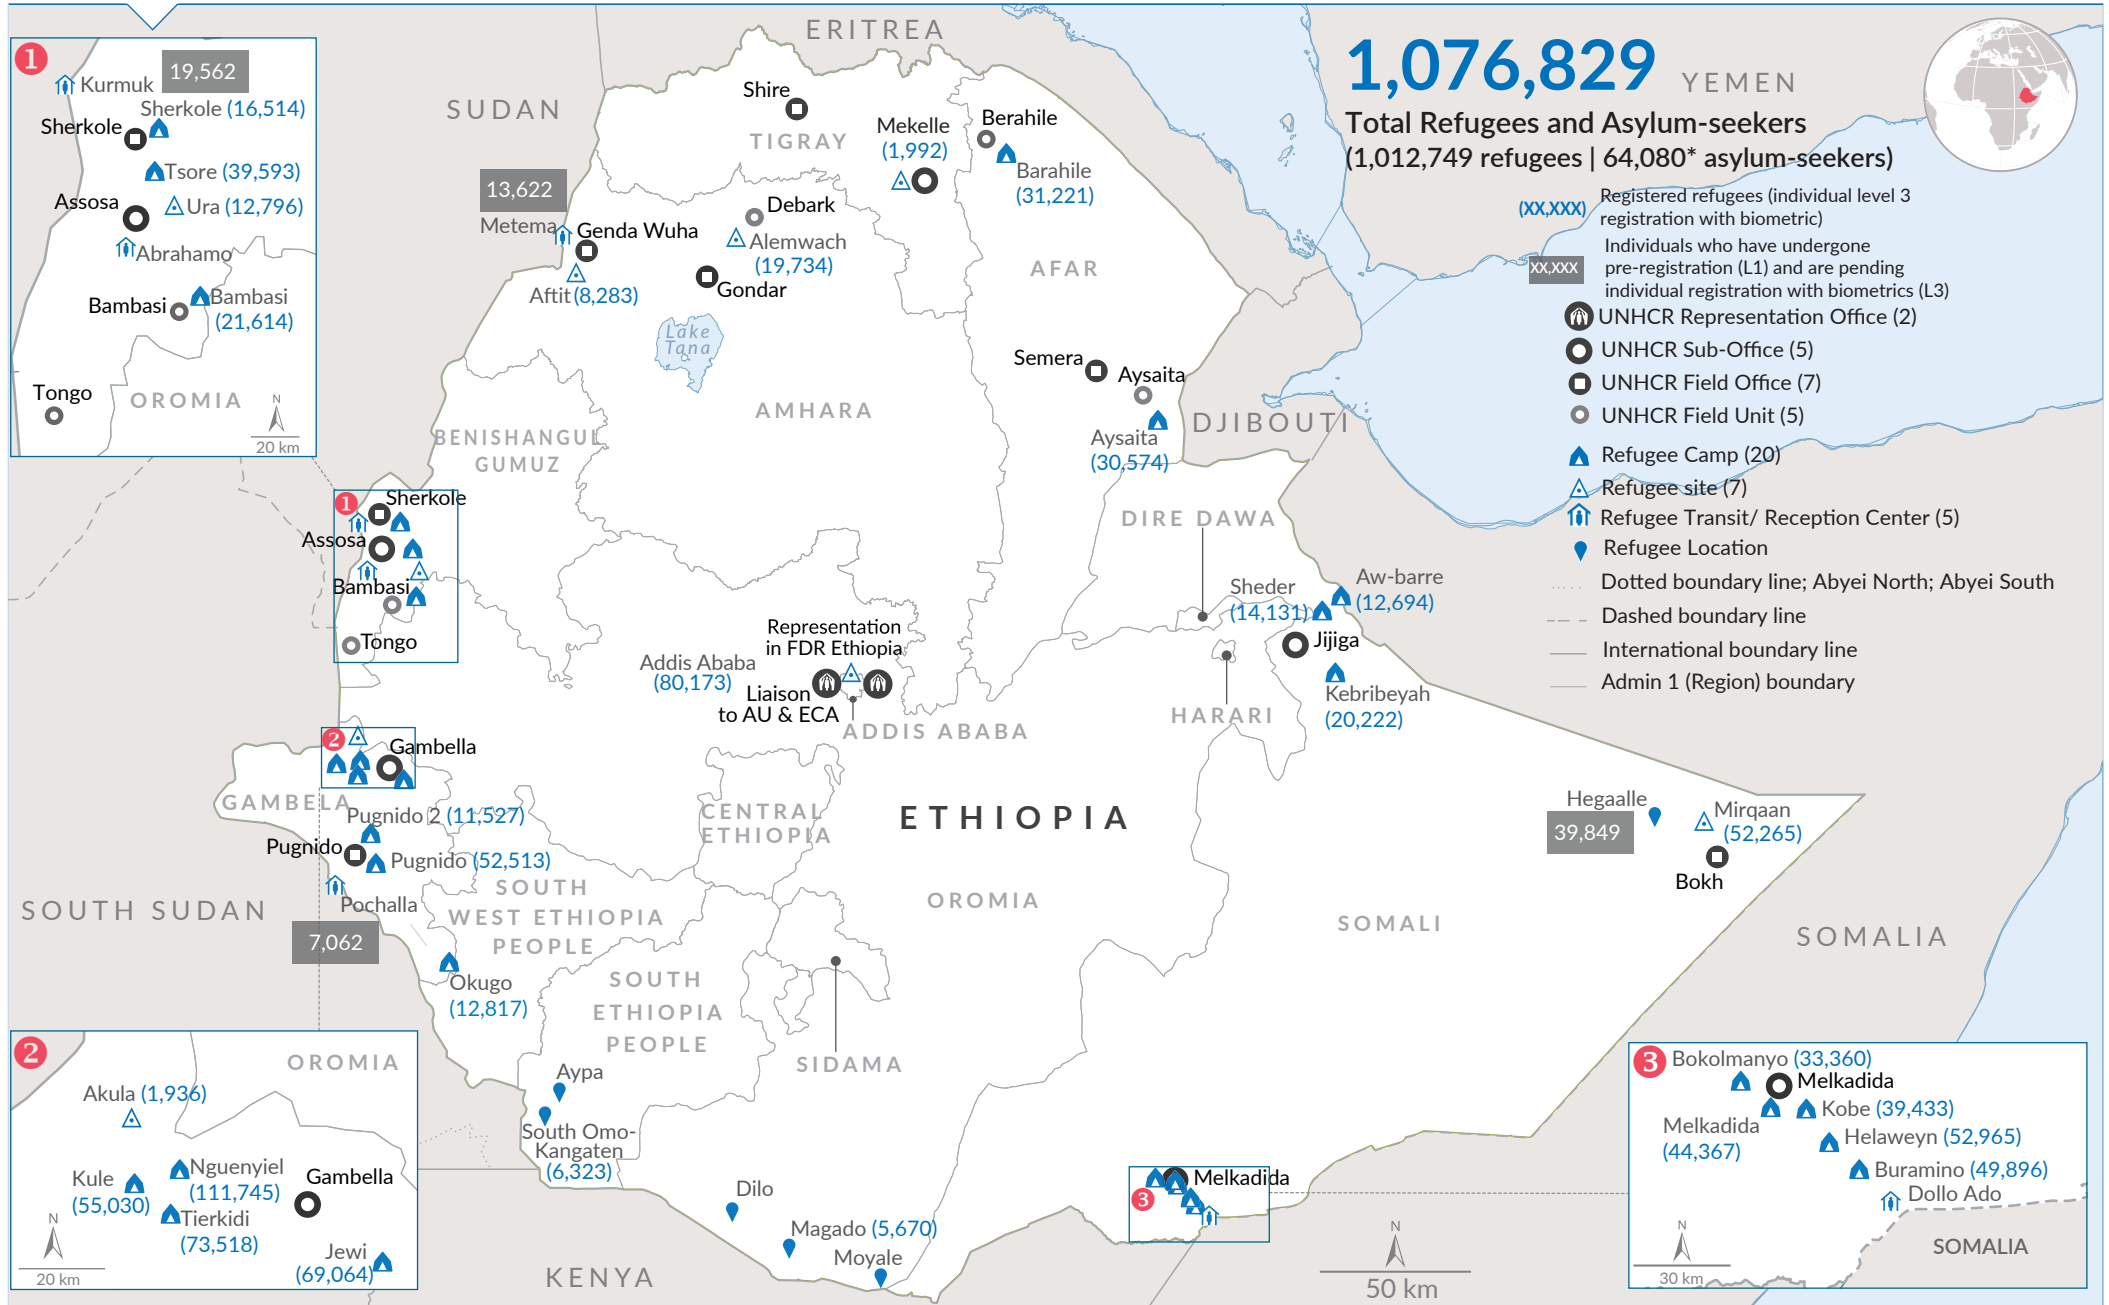 1,076,829
Total Refugees and Asylum-seekers
(1,012,749 refugees | 64,080* asylum-seekers)
(XX,XXX)
Registered refugees (individual level 3
registration with biometric)
XX,XXX
Individuals who have undergone
pre-registration (L1) and are pending
individual registration with biometrics (L3)
UNHCR Representation Office (2)
UNHCR Sub-Office (5)
UNHCR Field Office (7)
UNHCR Field Unit (5)
Refugee Camp (20)
Refugee site (7)
Refugee Transit/ Reception Center (5)
Refugee Location
Dotted boundary line; Abyei North; Abyei South
Dashed boundary line
International boundary line
Admin 1 (Region) boundary
1
Kurmuk
19,562
Sherkole (16,514)
Sherkole
Tsore (39,593)
Assosa
Ura (12,796)
Abrahamo
Bambasi
Bambasi
(21,614)
Tongo
OROMIA
N
20 km
ERITREA
YEMEN
SUDAN
Shire
TIGRAY
Mekelle
(1,992)
Berahile
Barahile
(31,221)
13,622
Metema
Genda Wuha
Debark
Alemwach
(19,734)
Aftit (8,283)
Gondar
AFAR
Lake
Tana
Semera
Aysaita
Aysaita
(30,574)
DJIBOUTI
AMHARA
BENISHANGUL
GUMUZ
1
Sherkole
Assosa
Bambasi
Tongo
DIRE DAWA
Sheder
(14,131)
Aw-barre
(12,694)
Jijiga
Kebribeyah
(20,222)
HARARI
Representation
in FDR Ethiopia
Addis Ababa
(80,173)
Liaison
to AU & ECA
ADDIS ABABA
2
Gambella
GAMBELA
Pugnido 2 (11,527)
Pugnido
Pugnido (52,513)
Pochalla
7,062
SOUTH SUDAN
CENTRAL
ETHIOPIA
ETHIOPIA
Hegaalle
39,849
Mirqaan
(52,265)
Bokh
SOUTH
WEST ETHIOPIA
PEOPLE
OROMIA
SOMALI
SOMALIA
Okugo
(12,817)
SOUTH
ETHIOPIA
PEOPLE
SIDAMA
Aypa
South Omo-
Kangaten
(6,323)
Dilo
Magado (5,670)
Moyale
KENYA
Melkadida
3
N
50 km
2
OROMIA
Akula (1,936)
Kule
(55,030)
Nguenyiel
(111,745)
Gambella
Tierkidi
(73,518)
Jewi
(69,064)
N
20 km
3
Bokolmanyo (33,360)
Melkadida
Kobe (39,433)
Melkadida
(44,367)
Helaweyn (52,965)
Buramino (49,896)
Dollo Ado
SOMALIA
N
30 km